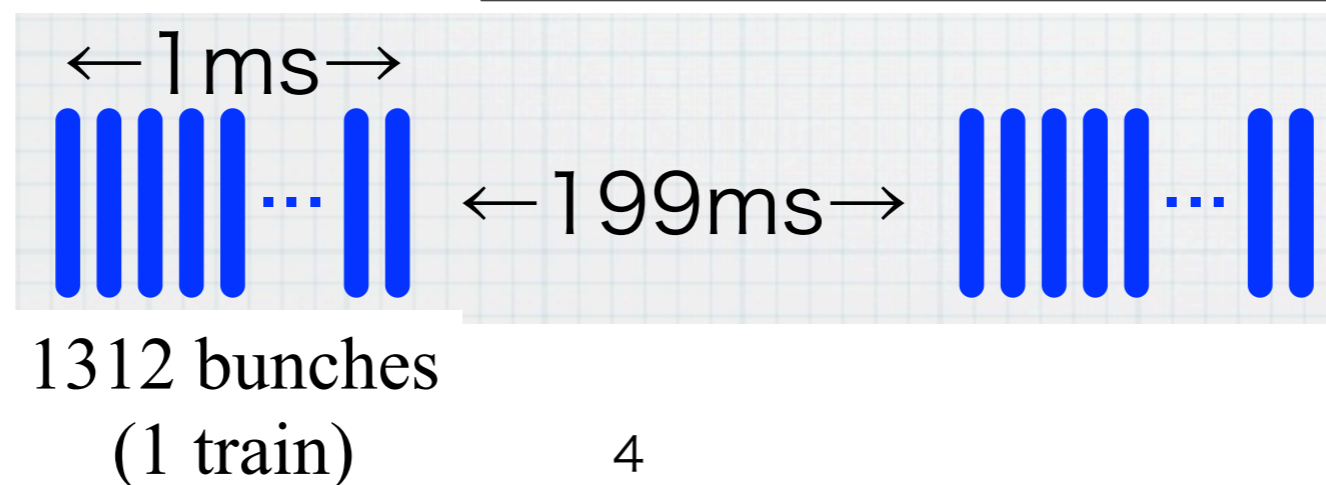 ←1ms→
...
←199ms→
...
1312 bunches
(1 train)
4